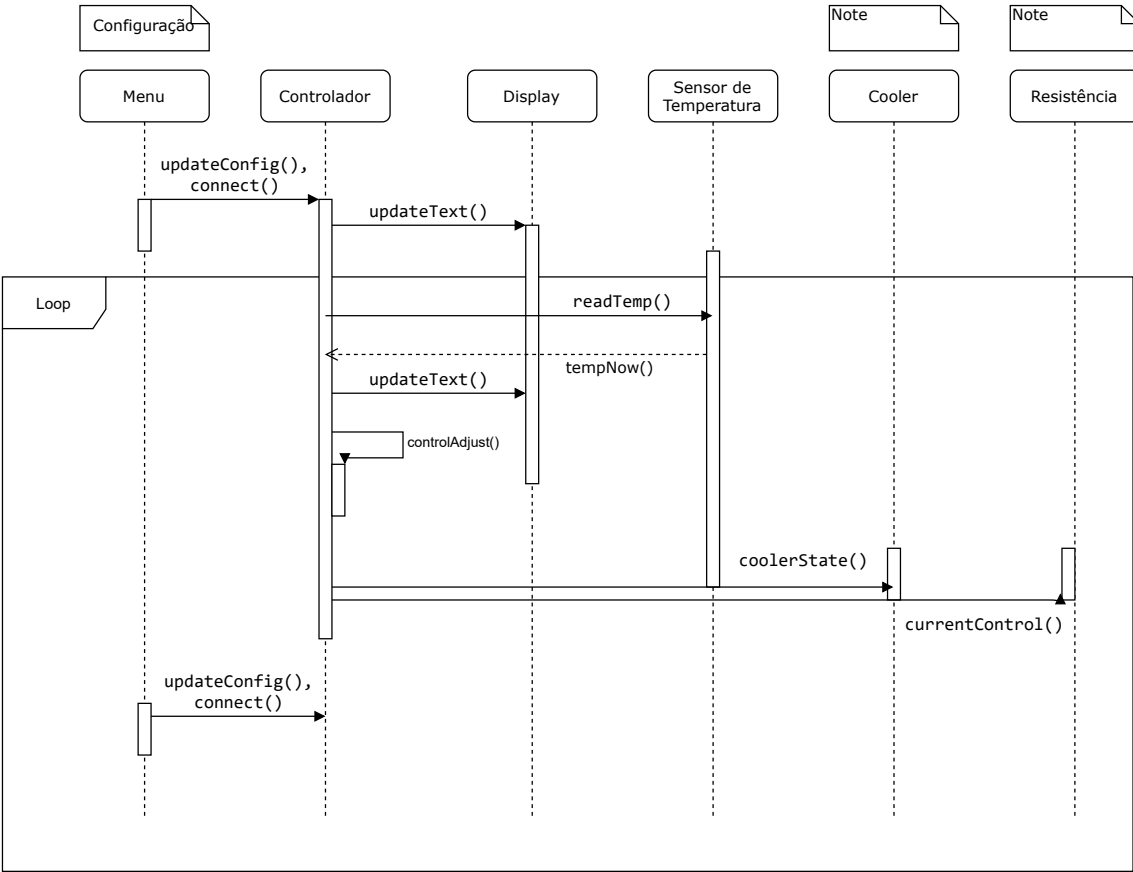 Configuração
Note
Note
Menu
Controlador
Display
Sensor de
Temperatura
Cooler
Resistência
updateConfig(),
connect()
updateText()
Loop
readTemp()
tempNow()
updateText()
controlAdjust()
coolerState()
currentControl()
updateConfig(),
connect()